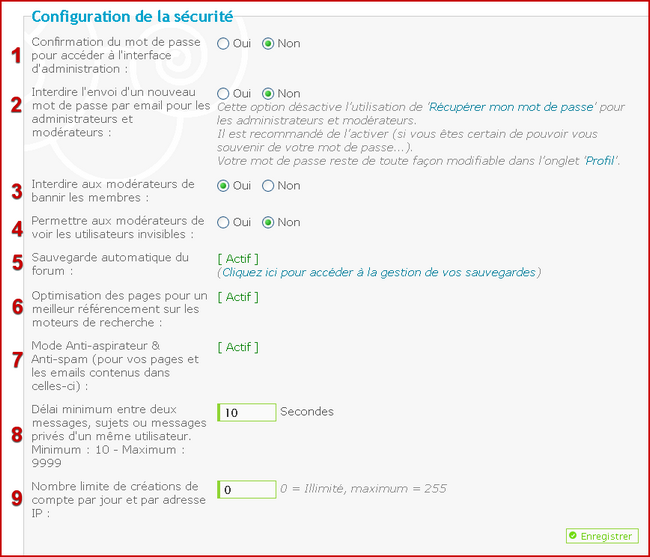 Configuration de la sécurité
1 Confirmation du mot de passe
pour accéder à l'interface
d'administration :
Oui Non
2 Interdire l'envoi d'un nouveau
mot de passe par email pour les
administrateurs et
modérateurs :
Oui Non
Cette option désactive l'utilisation de 'Récupérer mon mot de passe' pour
les administrateurs et modérateurs.
Il est recommandé de l'activer (si vous êtes certain de pouvoir vous
souvenir de votre mot de passe...).
Votre mot de passe reste de toute façon modifiable dans l'onglet 'Profil'.
3 Interdire aux modérateurs de
bannir les membres :
Oui Non
4 Permettre aux modérateurs de
voir les utilisateurs invisibles :
Oui Non
5 Sauvegarde automatique du
forum :
[ Actif ]
(Cliquez ici pour accéder à la gestion de vos sauvegardes)
6 Optimisation des pages pour un
meilleur référencement sur les
moteurs de recherche :
[ Actif ]
7 Mode Anti-aspirateur &
Anti-spam (pour vos pages et
les emails contenus dans
celles-ci) :
[ Actif ]
8 Délai minimum entre deux
messages, sujets ou messages
privés d'un même utilisateur.
Minimum : 10 - Maximum :
9999
10 Secondes
9 Nombre limite de créations de
compte par jour et par adresse
IP :
0 0 = Illimité, maximum = 255
Enregistrer